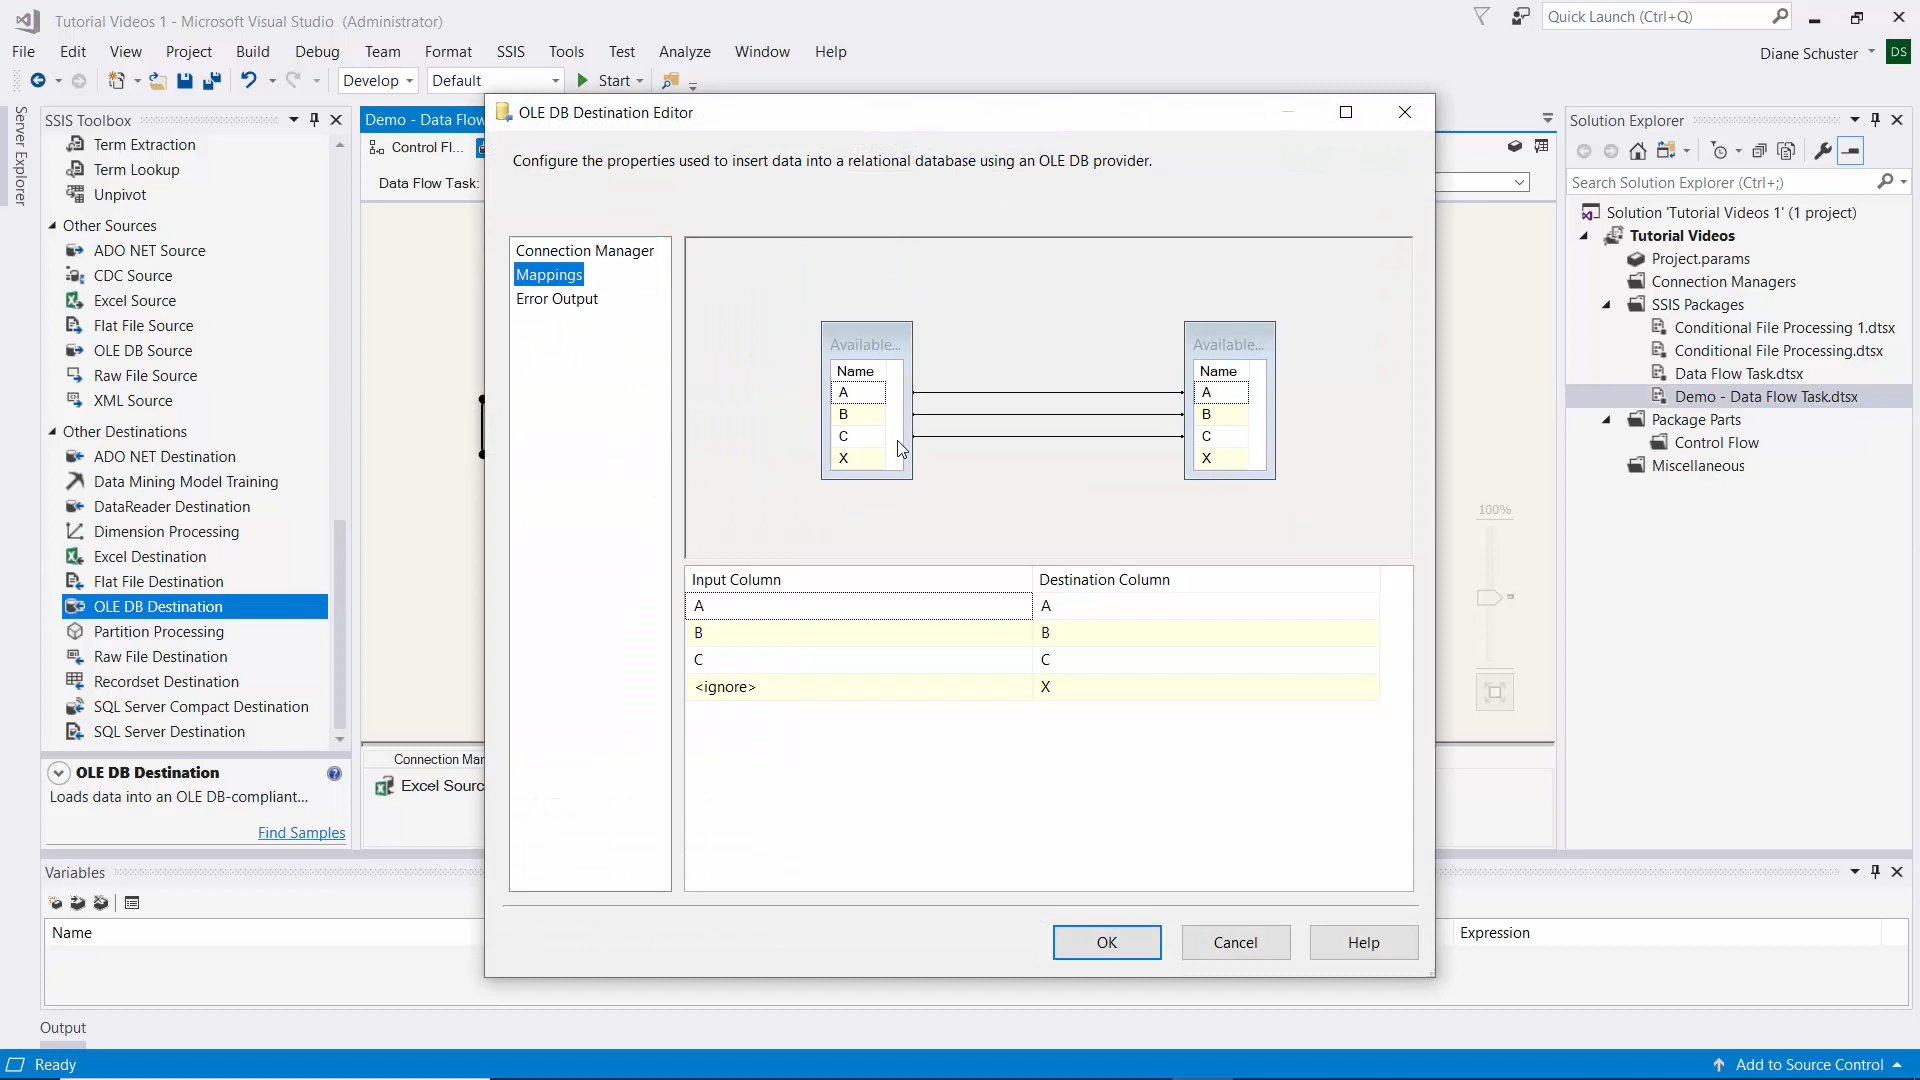 Tutorial Videos 1 - Microsoft Visual Studio (Administrator)
Quick Launch (Ctrl+Q)
File Edit View Project Build Debug Team Format SSIS Tools Test Analyze Window Help
Diane Schuster DS
Develop Default Start
Server Explorer
SSIS Toolbox
Term Extraction
Term Lookup
Unpivot
Other Sources
ADO NET Source
CDC Source
Excel Source
Flat File Source
OLE DB Source
Raw File Source
XML Source
Other Destinations
ADO NET Destination
Data Mining Model Training
DataReader Destination
Dimension Processing
Excel Destination
Flat File Destination
OLE DB Destination
Partition Processing
Raw File Destination
Recordset Destination
SQL Server Compact Destination
SQL Server Destination
OLE DB Destination
Loads data into an OLE DB-compliant...
Find Samples
Demo - Data Flow
Control Fl...
Data Flow Task:
Connection Mar
Excel Sourc
OLE DB Destination Editor
Configure the properties used to insert data into a relational database using an OLE DB provider.
Connection Manager
Mappings
Error Output
Available...
Name
A
B
C
X
Available...
Name
A
B
C
X
Input Column Destination Column
A A
B B
C C
<ignore> X
OK Cancel Help
100%
Solution Explorer
Search Solution Explorer (Ctrl+;)
Solution 'Tutorial Videos 1' (1 project)
Tutorial Videos
Project.params
Connection Managers
SSIS Packages
Conditional File Processing 1.dtsx
Conditional File Processing.dtsx
Data Flow Task.dtsx
Demo - Data Flow Task.dtsx
Package Parts
Control Flow
Miscellaneous
Variables
Name Expression
Output
Ready
Add to Source Control